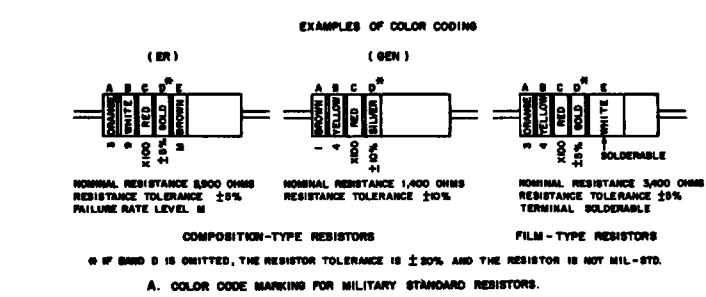 EXAMPLES OF COLOR CODING
(ER)
(GEN)
A B C D* E
ORANGE WHITE RED GOLD BROWN
3 9 X100 ±5% M
A B C D*
BROWN YELLOW RED SILVER
1 4 X100 ±10%
A B C D* E
ORANGE YELLOW RED GOLD WHITE
3 4 X100 ±5%
SOLDERABLE
NOMINAL RESISTANCE 3,900 OHMS
RESISTANCE TOLERANCE ±5%
FAILURE RATE LEVEL M
NOMINAL RESISTANCE 1,400 OHMS
RESISTANCE TOLERANCE ±10%
NOMINAL RESISTANCE 3,400 OHMS
RESISTANCE TOLERANCE ±5%
TERMINAL SOLDERABLE
COMPOSITION-TYPE RESISTORS
FILM-TYPE RESISTORS
* IF BAND D IS OMITTED, THE RESISTOR TOLERANCE IS ±20% AND THE RESISTOR IS NOT MIL-STD.
A. COLOR CODE MARKING FOR MILITARY STANDARD RESISTORS.